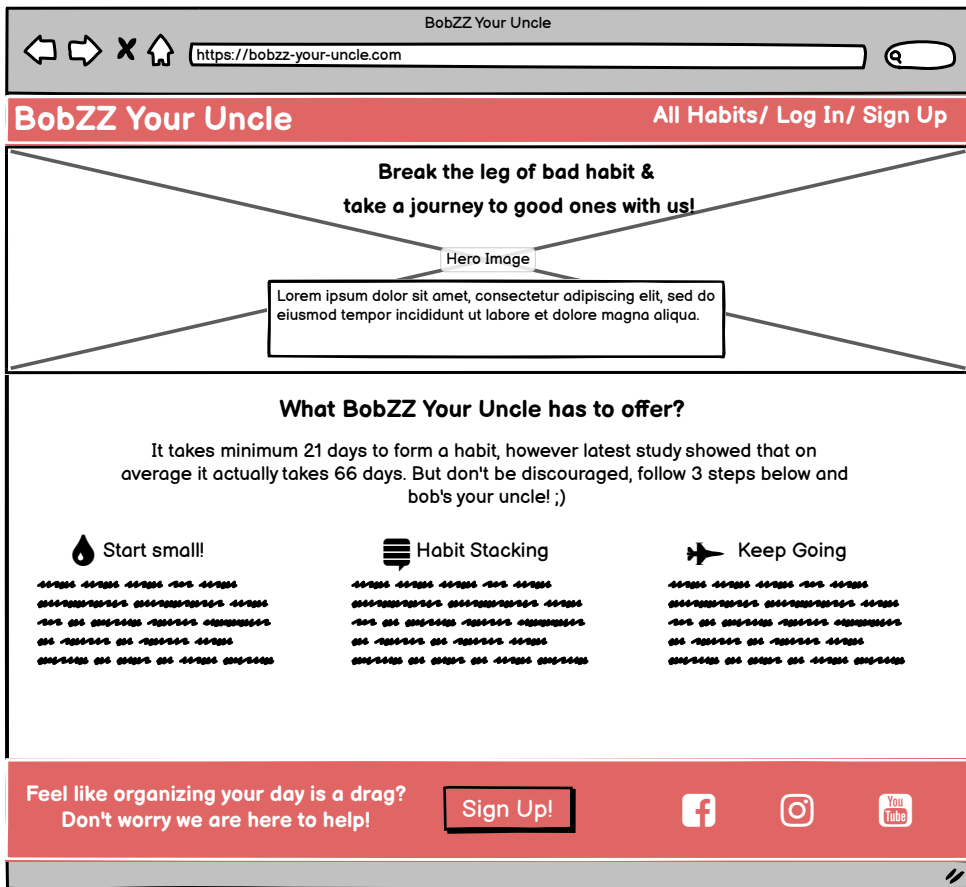 BobZZ Your Uncle
https://bobzz-your-uncle.com
BobZZ Your Uncle
All Habits/ Log In/ Sign Up
Break the leg of bad habit &
take a journey to good ones with us!
Hero Image
Lorem ipsum dolor sit amet, consectetur adipiscing elit, sed do
eiusmod tempor incididunt ut labore et dolore magna aliqua.
What BobZZ Your Uncle has to offer?
It takes minimum 21 days to form a habit, however latest study showed that on
average it actually takes 66 days. But don't be discouraged, follow 3 steps below and
bob's your uncle! ;)
Start small!
Habit Stacking
Keep Going
Feel like organizing your day is a drag?
Don't worry we are here to help!
Sign Up!
You
Tube